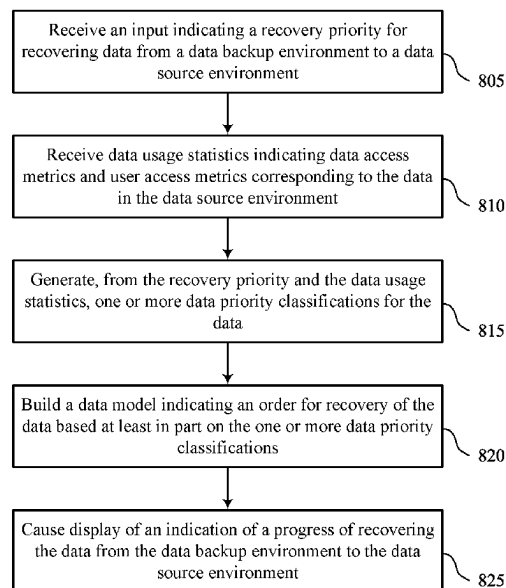 Receive an input indicating a recovery priority for
recovering data from a data backup environment to a data
source environment
805
Receive data usage statistics indicating data access
metrics and user access metrics corresponding to the data
in the data source environment
810
Generate, from the recovery priority and the data usage
statistics, one or more data priority classifications for the
data
815
Build a data model indicating an order for recovery of the
data based at least in part on the one or more data priority
classifications
820
Cause display of an indication of a progress of recovering
the data from the data backup environment to the data
source environment
825